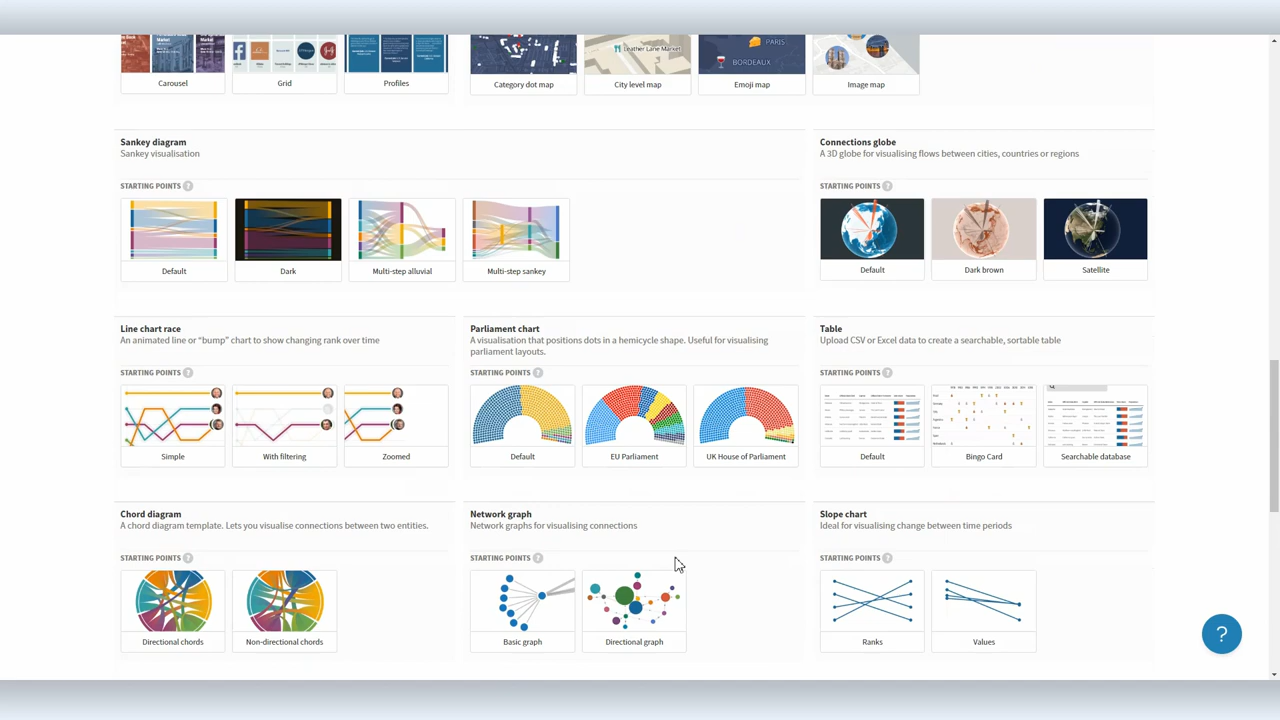 Market
Market
Market
Leather Lane Market
PARIS
BORDEAUX
Carousel
Grid
Profiles
Category dot map
City level map
Emoji map
Image map
Sankey diagram
Sankey visualisation
STARTING POINTS ?
Default
Dark
Multi-step alluvial
Multi-step sankey
Connections globe
A 3D globe for visualising flows between cities, countries or regions
STARTING POINTS ?
Default
Dark brown
Satellite
Line chart race
An animated line or “bump” chart to show changing rank over time
STARTING POINTS ?
Simple
With filtering
Zoomed
Parliament chart
A visualisation that positions dots in a hemicycle shape. Useful for visualising
parliament layouts.
STARTING POINTS ?
Default
EU Parliament
UK House of Parliament
Table
Upload CSV or Excel data to create a searchable, sortable table
STARTING POINTS ?
Default
Bingo Card
Searchable database
Chord diagram
A chord diagram template. Lets you visualise connections between two entities.
STARTING POINTS ?
Directional chords
Non-directional chords
Network graph
Network graphs for visualising connections
STARTING POINTS ?
Basic graph
Directional graph
Slope chart
Ideal for visualising change between time periods
STARTING POINTS ?
Ranks
Values
?